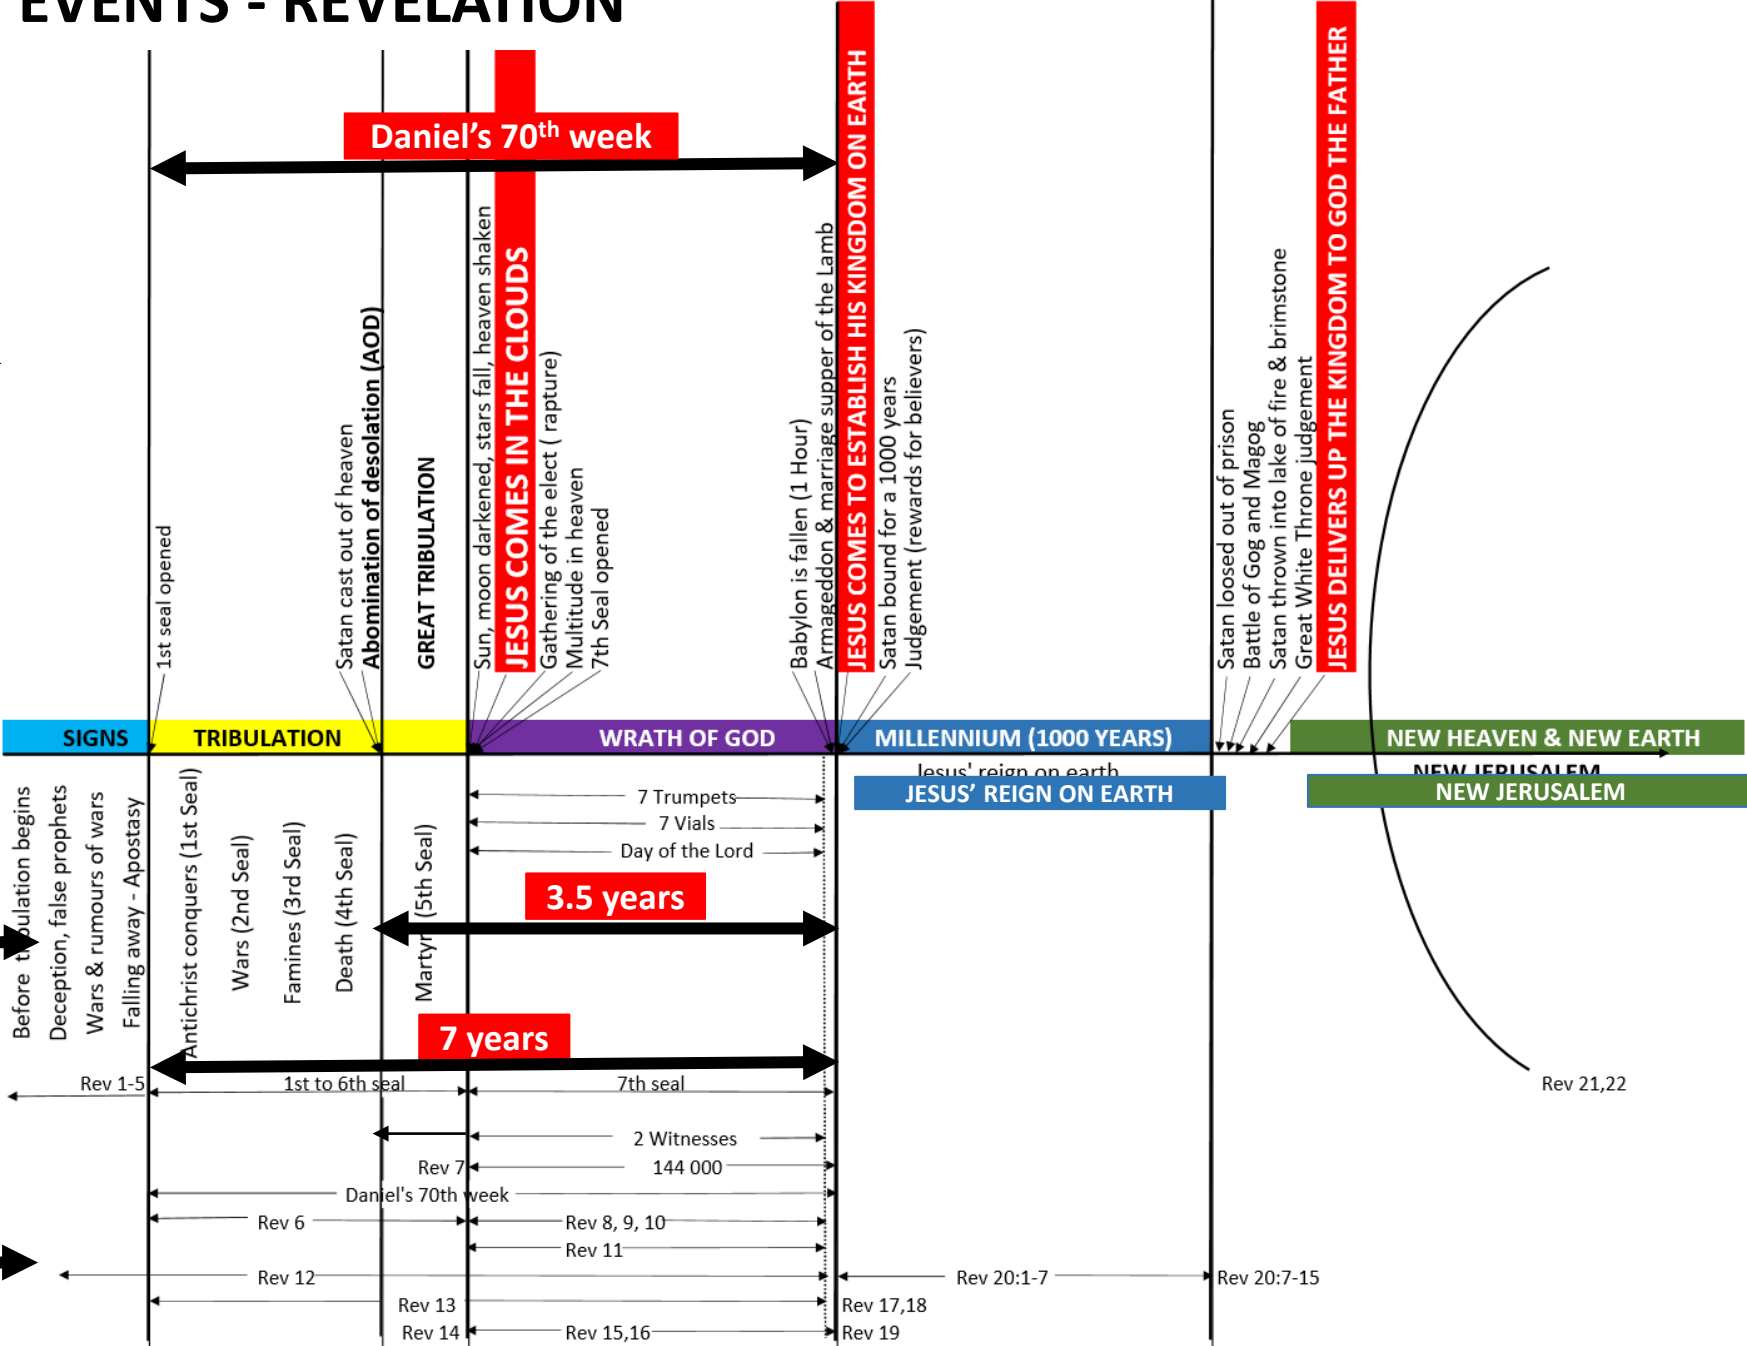 EVENTS - REVELATION
Daniel's 70th week
1st seal opened
Satan cast out of heaven
Abomination of desolation (AOD)
GREAT TRIBULATION
Sun, moon darkened, stars fall, heaven shaken
JESUS COMES IN THE CLOUDS
Gathering of the elect ( rapture)
Multitude in heaven
7th Seal opened
Babylon is fallen (1 Hour)
Armageddon & marriage supper of the Lamb
JESUS COMES TO ESTABLISH HIS KINGDOM ON EARTH
Satan bound for a 1000 years
Judgement (rewards for believers)
Satan loosed out of prison
Battle of Gog and Magog
Satan thrown into lake of fire & brimstone
Great White Throne judgement
JESUS DELIVERS UP THE KINGDOM TO GOD THE FATHER
SIGNS
TRIBULATION
WRATH OF GOD
MILLENNIUM (1000 YEARS)
NEW HEAVEN & NEW EARTH
Jesus' reign on earth
NEW JERUSALEM
JESUS' REIGN ON EARTH
NEW JERUSALEM
Before tribulation begins
Deception, false prophets
Wars & rumours of wars
Falling away - Apostasy
Antichrist conquers (1st Seal)
Wars (2nd Seal)
Famines (3rd Seal)
Death (4th Seal)
Martyr (5th Seal)
7 Trumpets
7 Vials
Day of the Lord
3.5 years
7 years
Rev 1-5
1st to 6th seal
7th seal
Rev 21,22
2 Witnesses
Rev 7
144 000
Daniel's 70th week
Rev 6
Rev 8, 9, 10
Rev 11
Rev 12
Rev 20:1-7
Rev 20:7-15
Rev 13
Rev 17,18
Rev 14
Rev 15,16
Rev 19